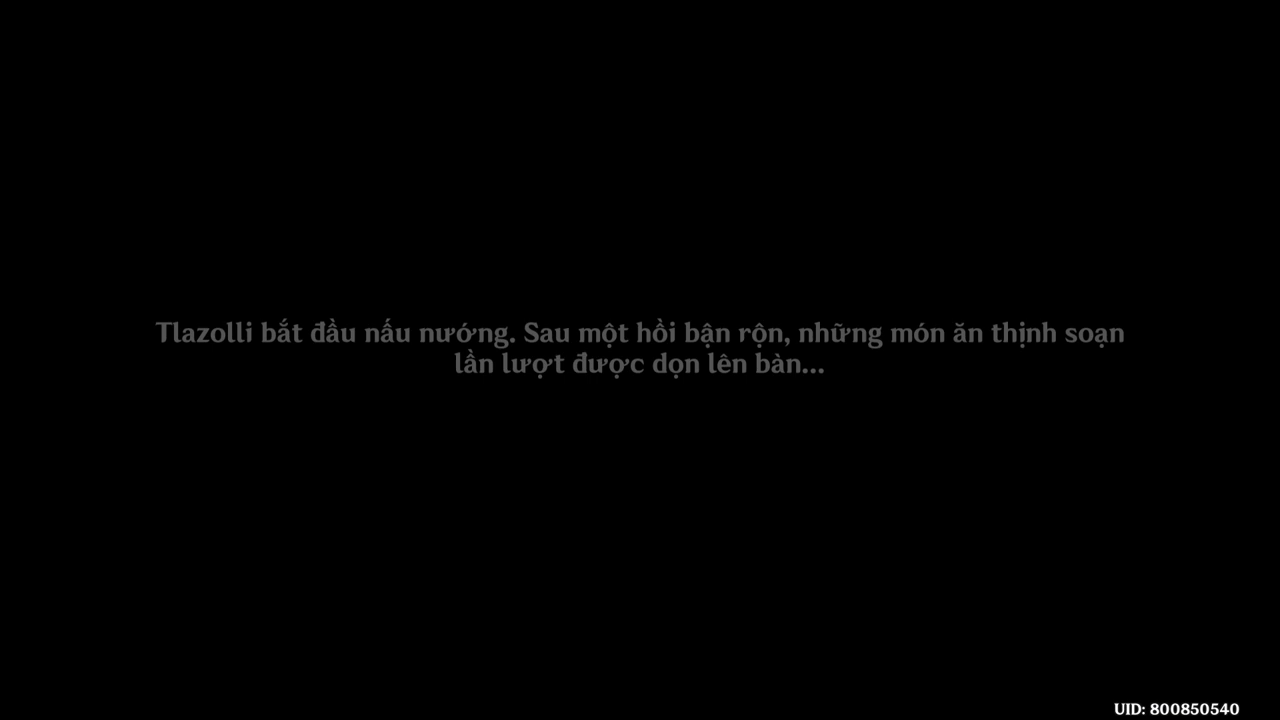 Tlazolli bắt đầu nấu nướng. Sau một hồi bận rộn, những món ăn thịnh soạn
lần lượt được dọn lên bàn...
UID: 800850540